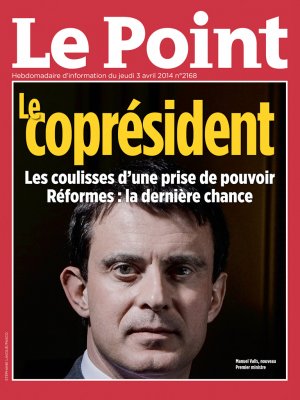 Le Point
Hebdomadaire d'information du jeudi 3 avril 2014 n°2168
Le
coprésident
Les coulisses d'une prise de pouvoir
Réformes : la dernière chance
Manuel Valls, nouveau
Premier ministre